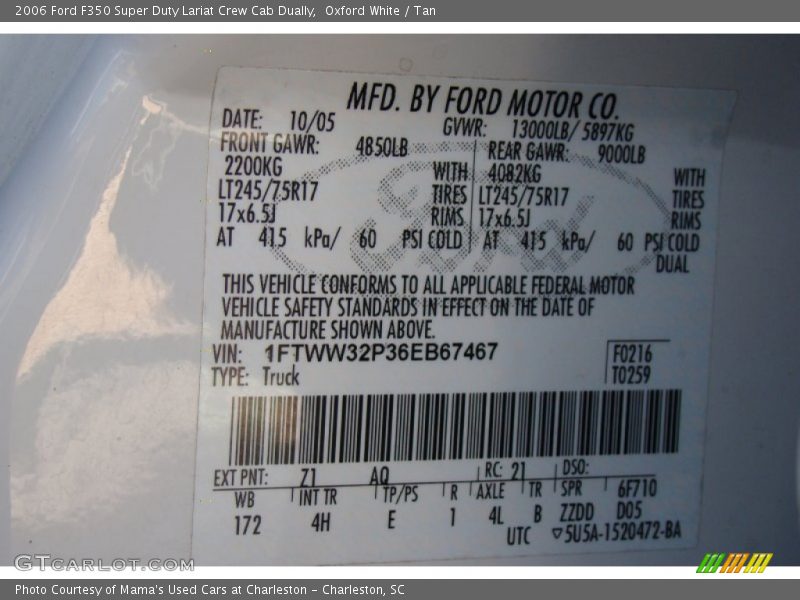 2006 Ford F350 Super Duty Lariat Crew Cab Dually,  Oxford White / Tan
MFD. BY FORD MOTOR CO.
DATE: 10/05 GVWR: 13000LB/ 5897KG
FRONT GAWR: 4850LB REAR GAWR: 9000LB
2200KG WITH 4082KG WITH
LT245/75R17 TIRES LT245/75R17 TIRES
17x6.5J RIMS 17x6.5J RIMS
AT 415 kPa/ 60 PSI COLD AT 415 kPa/ 60 PSI COLD
DUAL
Ford
THIS VEHICLE CONFORMS TO ALL APPLICABLE FEDERAL MOTOR
VEHICLE SAFETY STANDARDS IN EFFECT ON THE DATE OF
MANUFACTURE SHOWN ABOVE.
VIN: 1FTWW32P36EB67467 F0216
TYPE: Truck T0259
EXT PNT: Z1 AQ RC: 21 DSO:
WB INT TR TP/PS R AXLE TR SPR 6F710
172 4H E 1 4L B ZZDD D05
UTC ▽5U5A-1520472-BA
GTcarlot.com
Photo Courtesy of Mama's Used Cars at Charleston - Charleston, SC